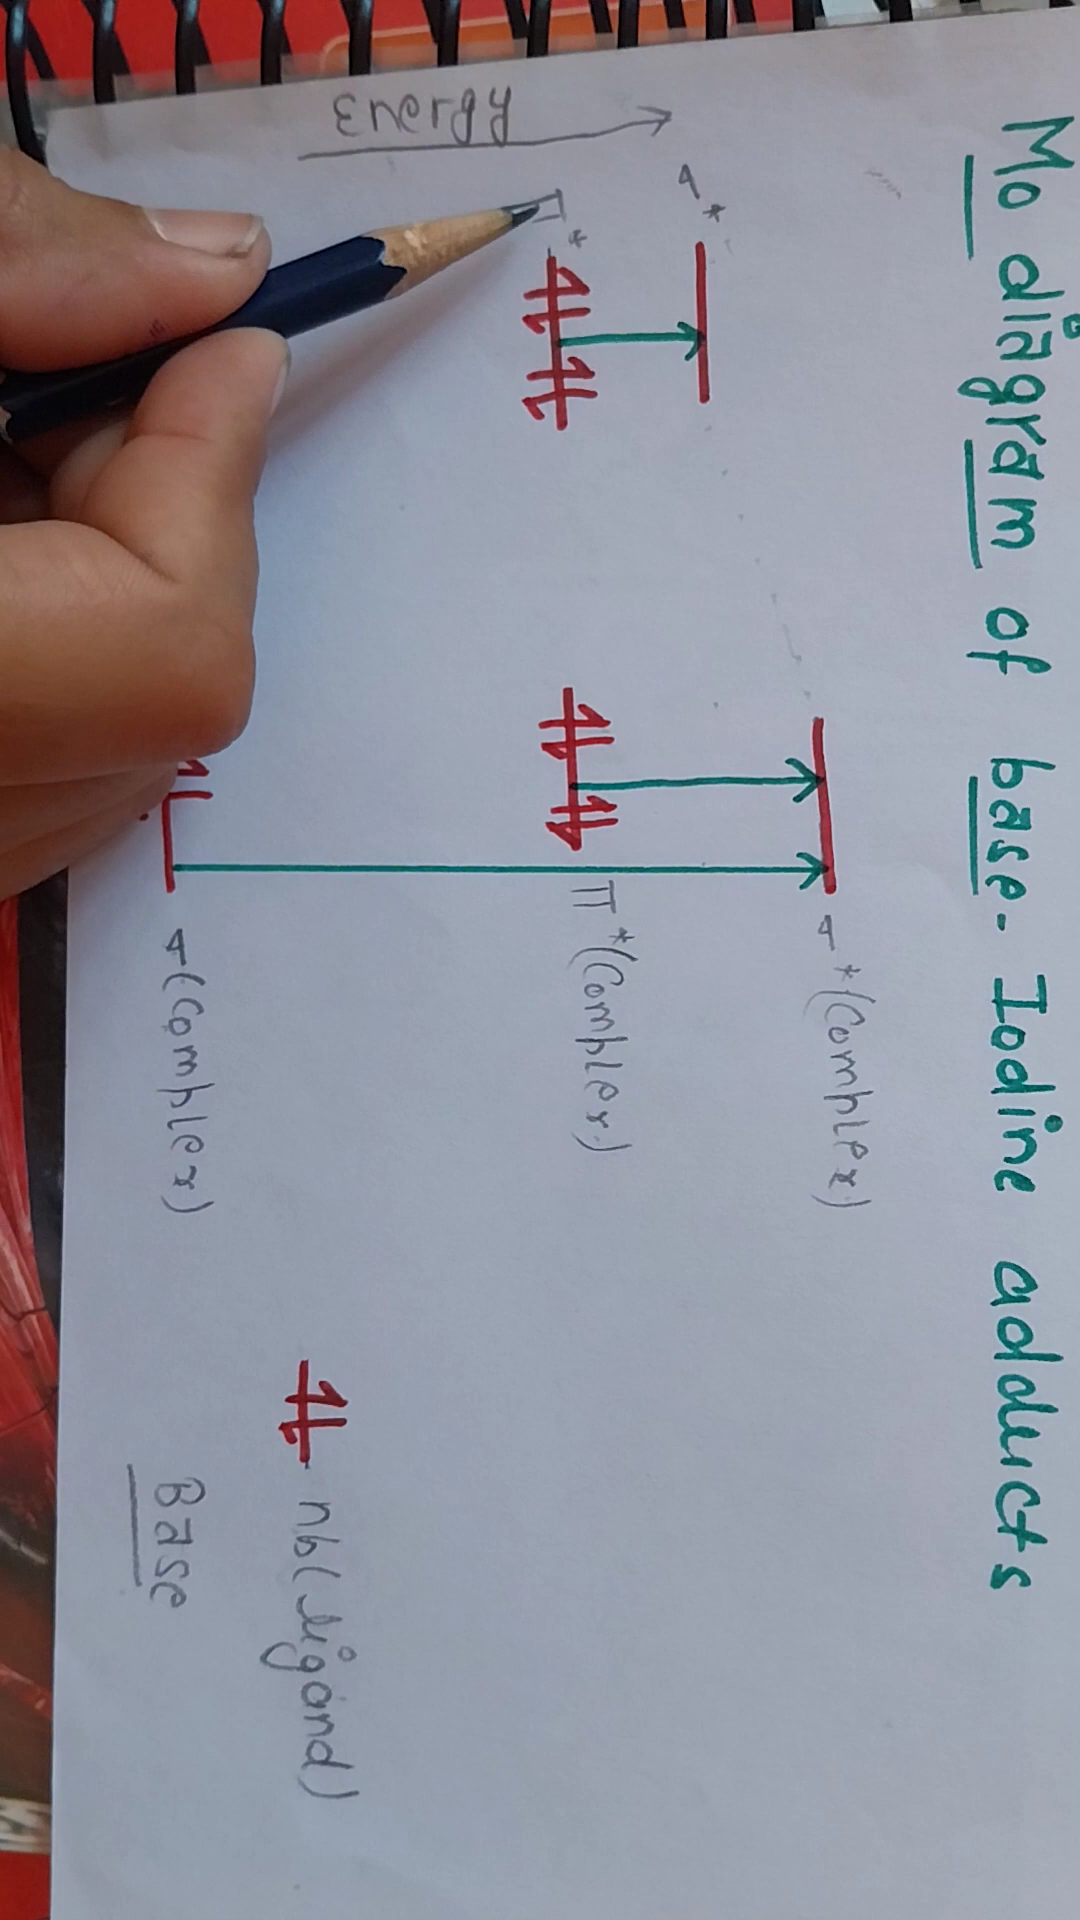 Mo diagram of base-Iodine adducts
Energy
σ*
π*
σ*(Complex)
π*(Complex)
σ(Complex)
nb(ligand)
Base